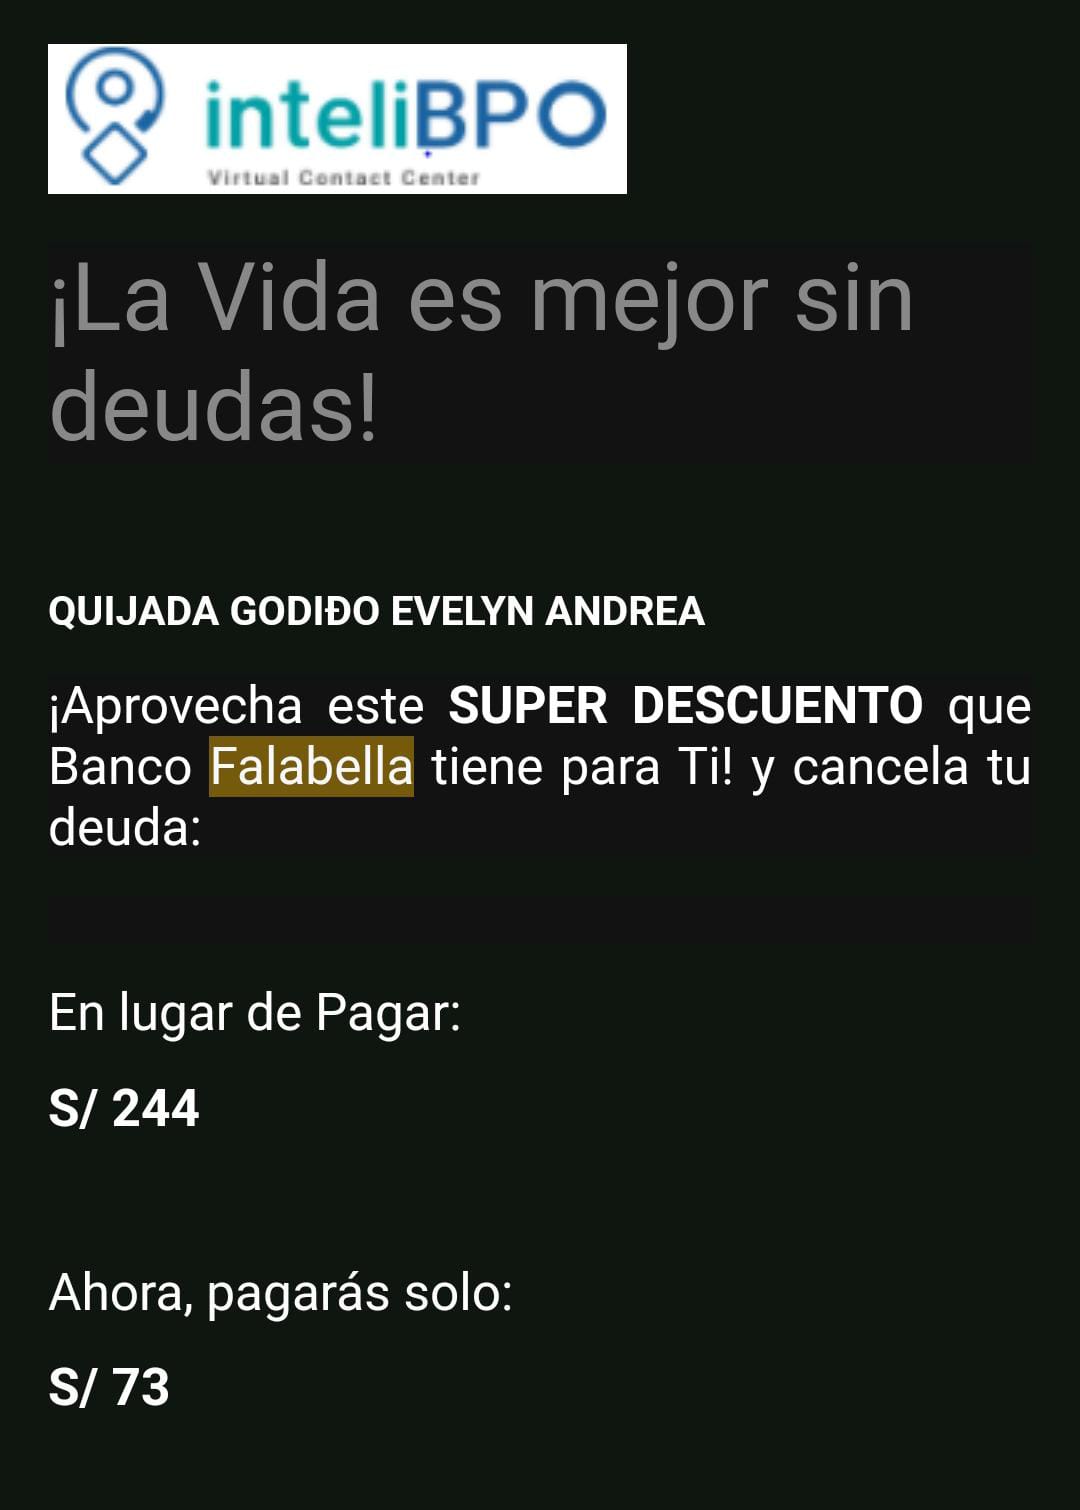 inteliBPO
Virtual Contact Center
¡La Vida es mejor sin
deudas!
QUIJADA GODIĐO EVELYN ANDREA
¡Aprovecha este SUPER DESCUENTO que
Banco Falabella tiene para Ti! y cancela tu
deuda:
En lugar de Pagar:
S/ 244
Ahora, pagarás solo:
S/ 73